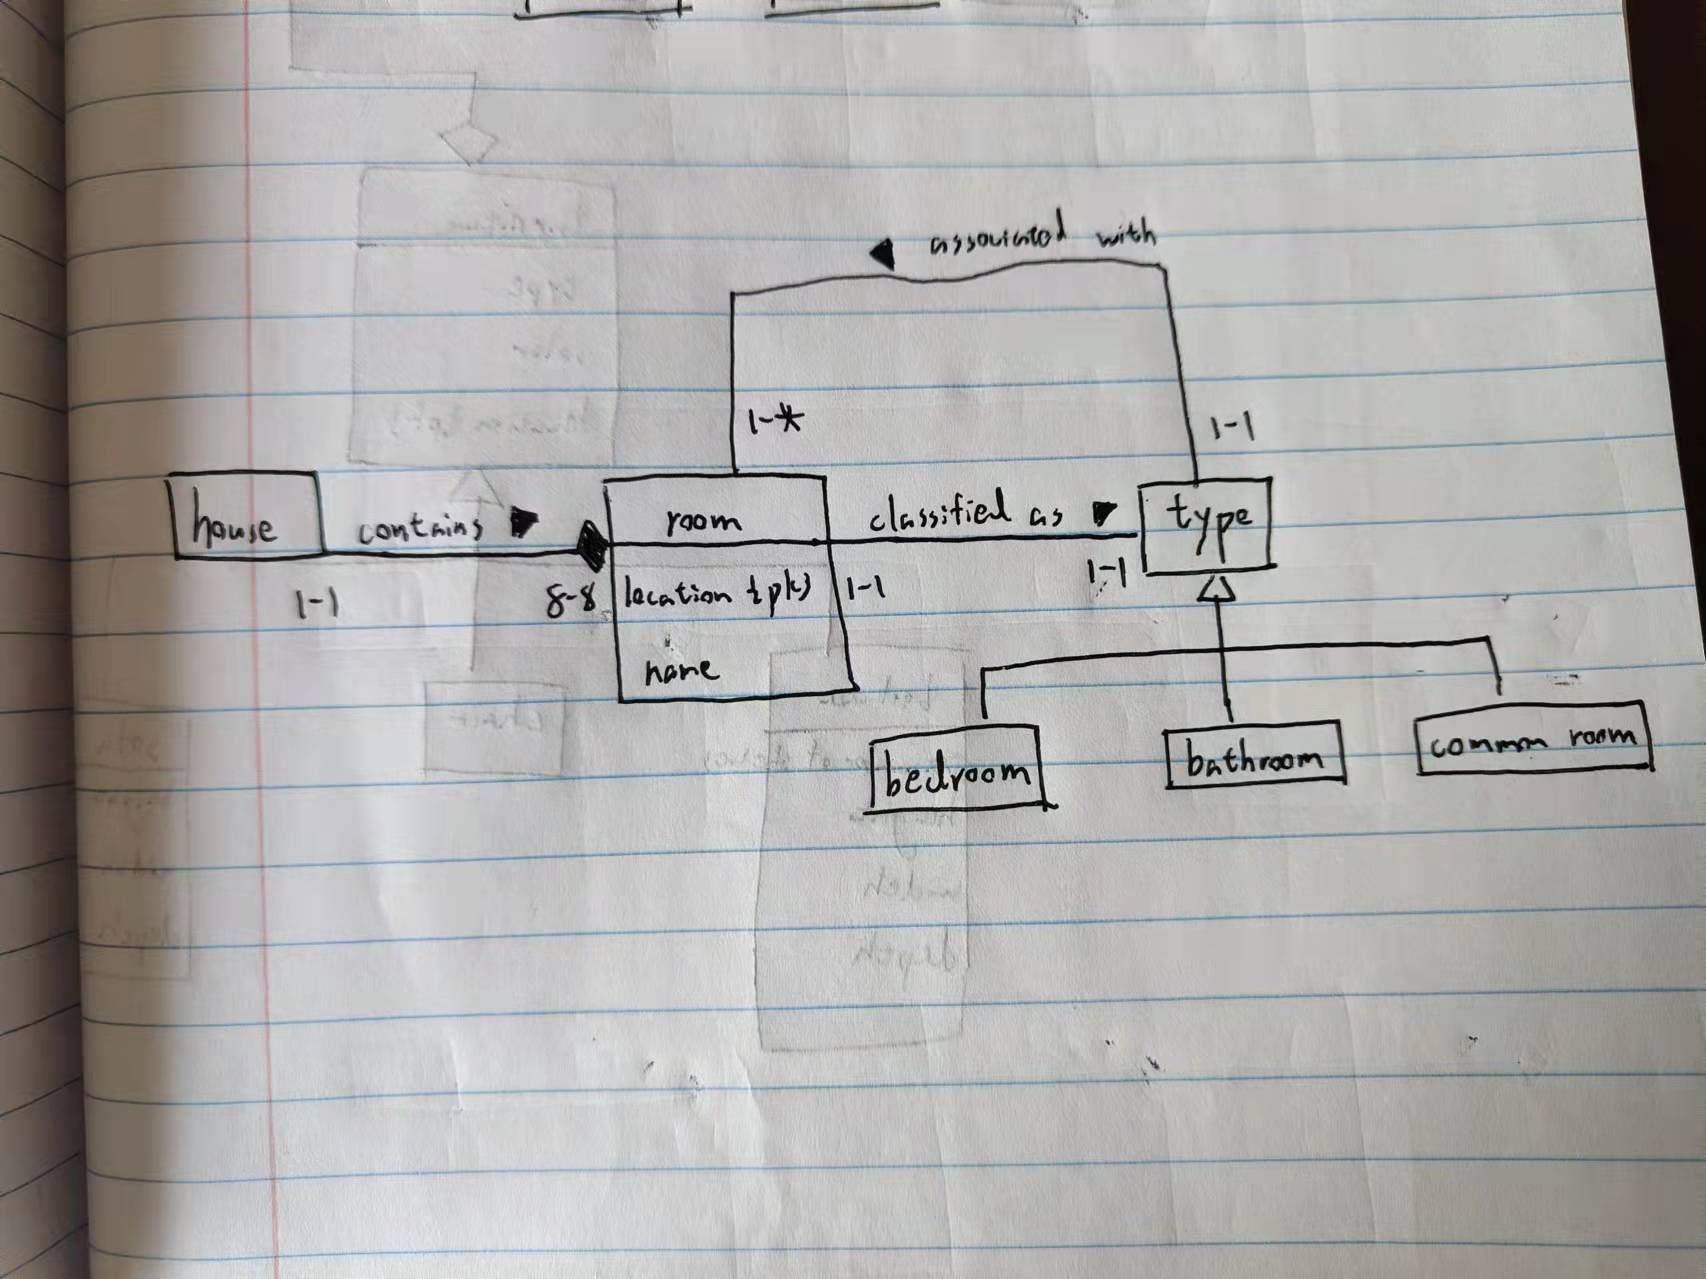 associated with
1-*
1-1
house
contains
room
classified as
type
1-1
8-8
location {pk}
1-1
1-1
name
bedroom
bathroom
common room